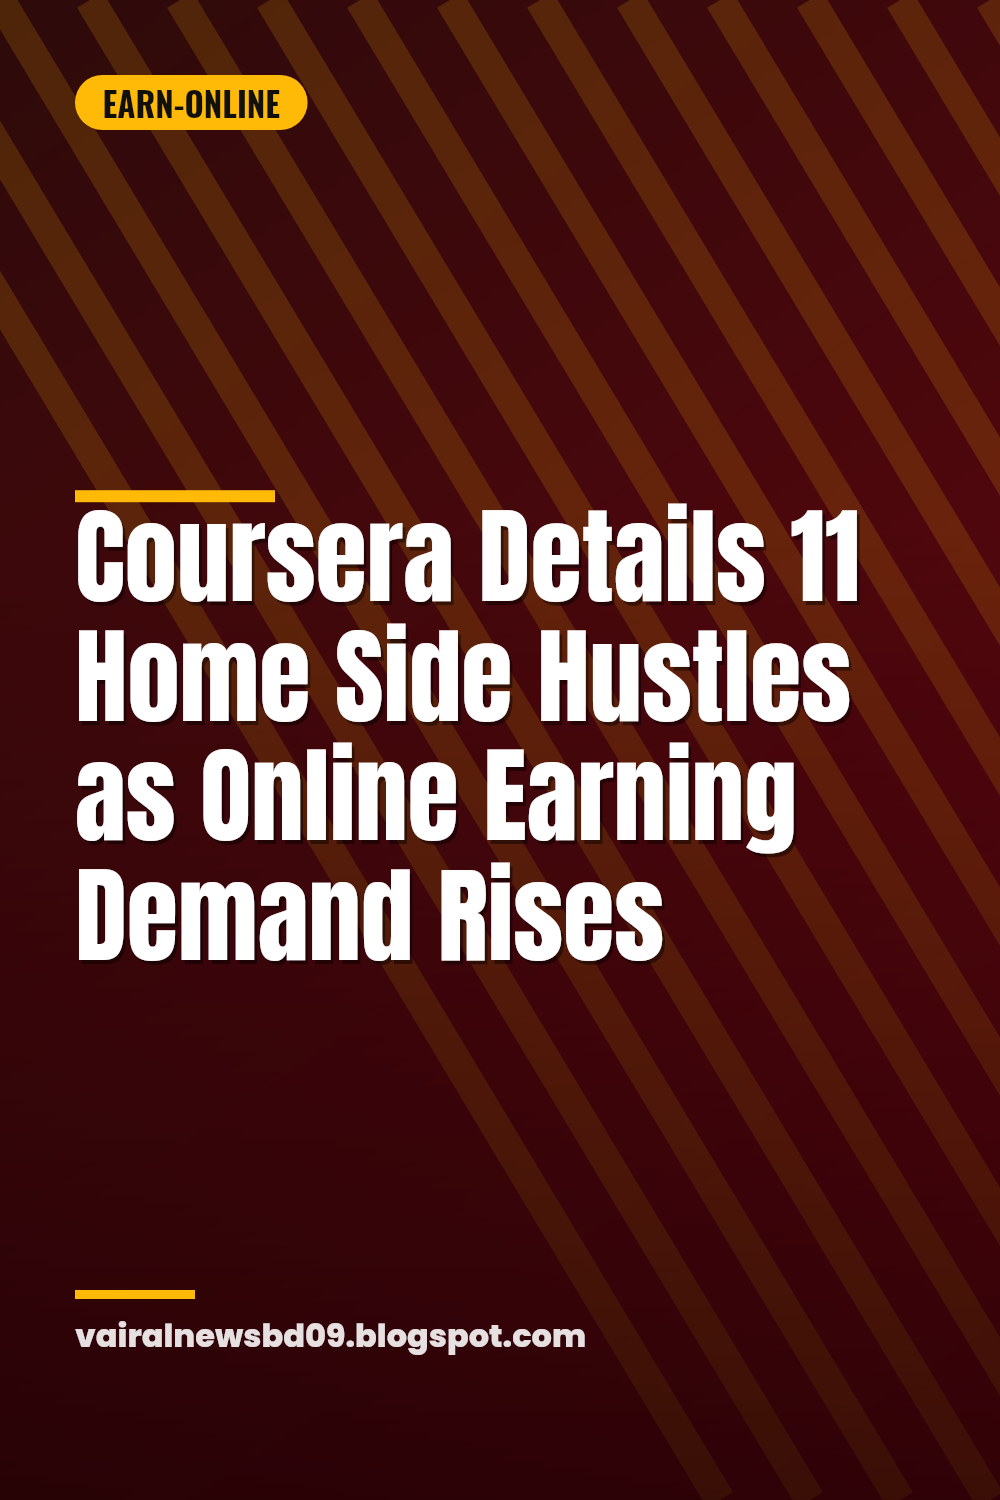 EARN-ONLINE
Coursera Details 11
Home Side Hustles
as Online Earning
Demand Rises
vairalnewsbd09.blogspot.com